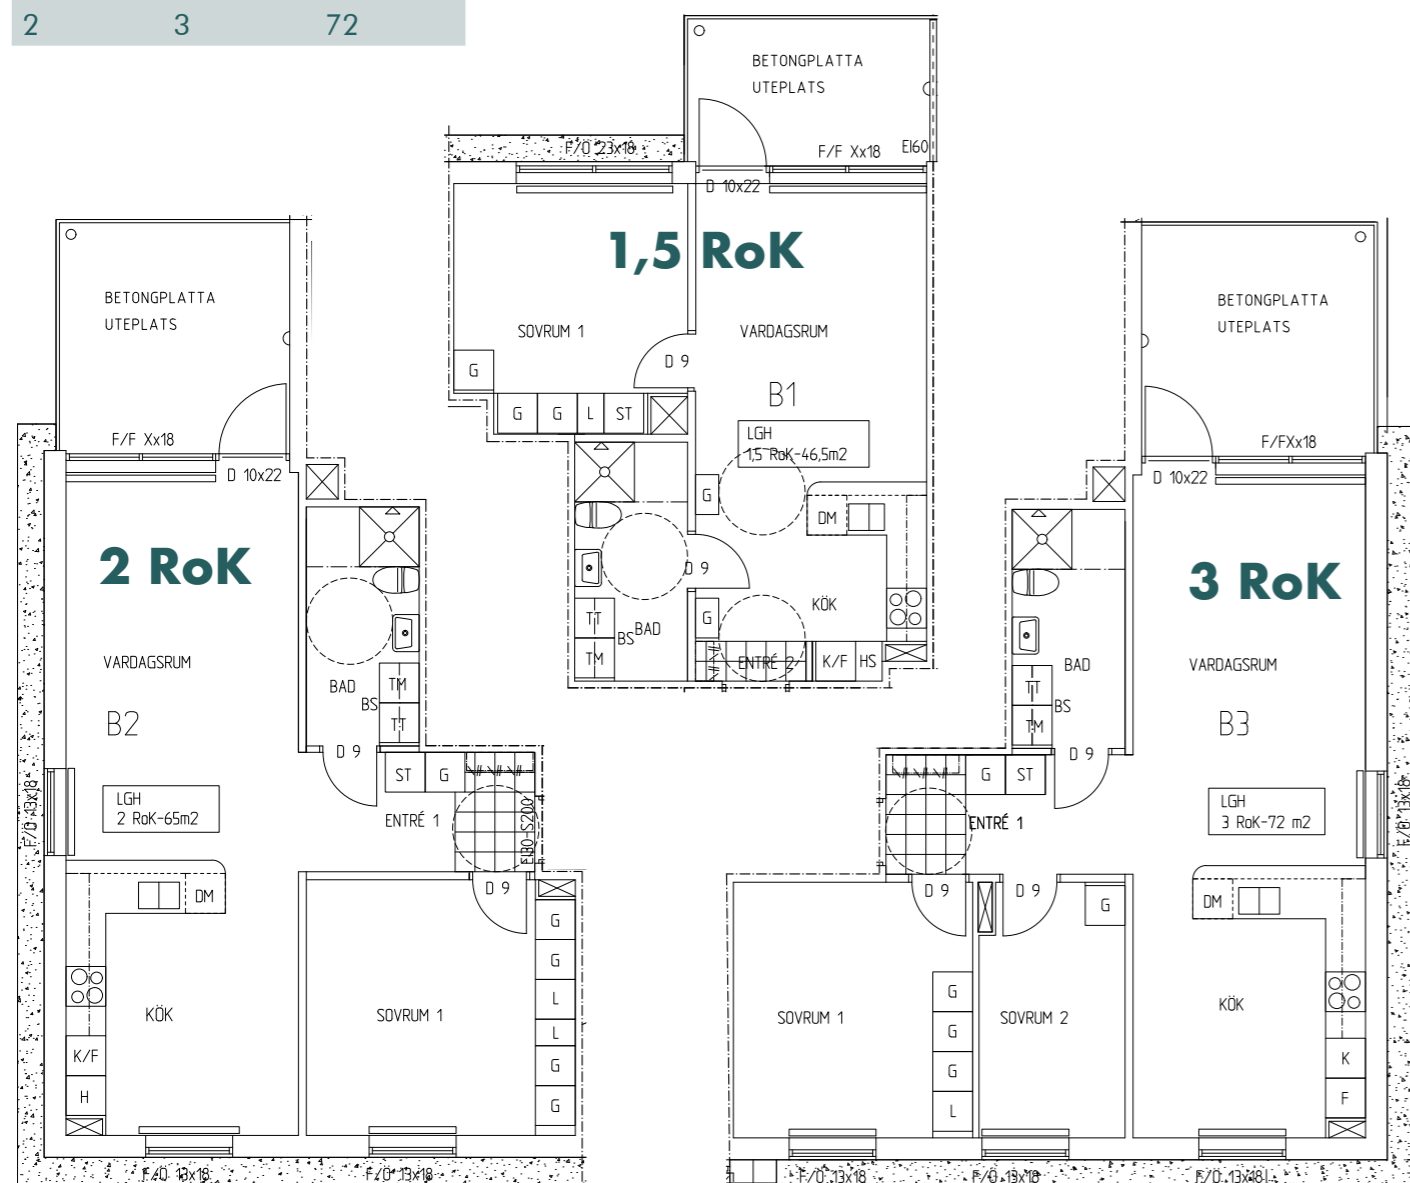 2 3 72
BETONGPLATTA
UTEPLATS
F/O 23x18
F/F Xx18
EI60
D 10x22
1,5 RoK
SOVRUM 1
VARDAGSRUM
D 9
G
B1
G G L ST
LGH
1,5 RoK-46,5m2
G
DM
D 9
KÖK
TT
G
BS
BAD
TM
ENTRÉ 2
K/F HS
BETONGPLATTA
UTEPLATS
F/F Xx18
D 10x22
2 RoK
VARDAGSRUM
BAD
TM
BS
TT
B2
D 9
ST G
LGH
2 RoK-65m2
F/O 13x18
ENTRÉ 1
EI30-S200
D 9
DM
G
G
L
L
G
G
KÖK
SOVRUM 1
K/F
H
F/O 13x18
F/O 13x18
BETONGPLATTA
UTEPLATS
F/FXx18
D 10x22
3 RoK
BAD
VARDAGSRUM
TT
BS
TM
B3
D 9
G ST
LGH
3 RoK-72 m2
F/O 13x18
ENTRÉ 1
D 9
D 9
G
DM
G
G
G
L
SOVRUM 1
SOVRUM 2
KÖK
K
F
F/O 13x18
F/O 13x18
F/O 13x18